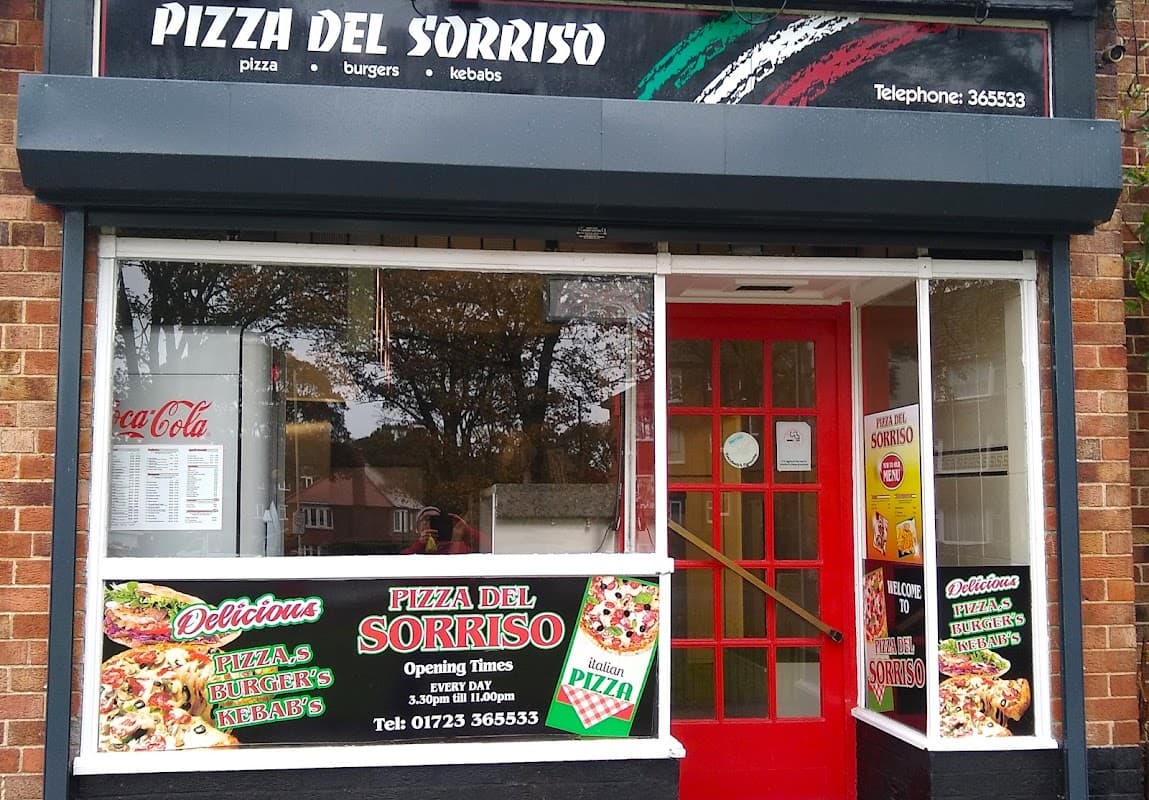 PIZZA DEL SORRISO
pizza • burgers • kebabs
Telephone: 365533
Coca-Cola
PIZZA DEL
SORRISO
MENU
Delicious
PIZZA,S
BURGER'S
KEBAB'S
PIZZA DEL
SORRISO
Opening Times
EVERY DAY
3.30pm till 11.00pm
Tel: 01723 365533
italian
PIZZA
WELCOME
TO
PIZZA DEL
SORRISO
Delicious
PIZZA,S
BURGER'S
KEBAB'S